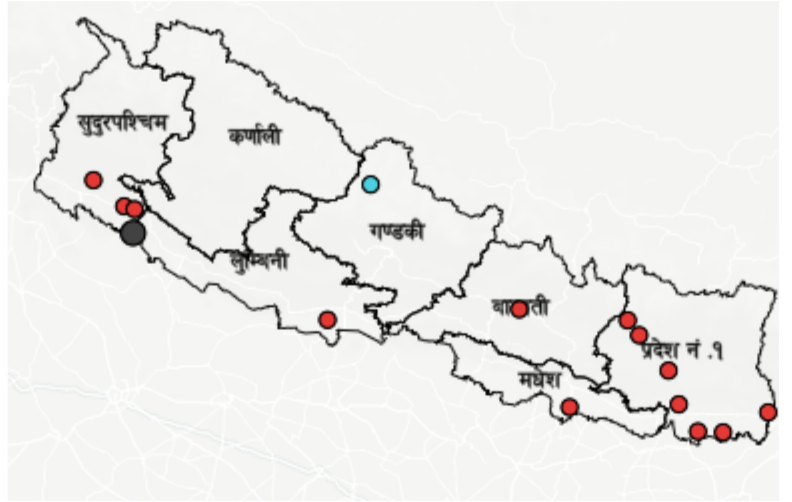 सुदुरपश्चिम
कर्णाली
गण्डकी
लुम्बिनी
प्रदेश नं .१
मधेश